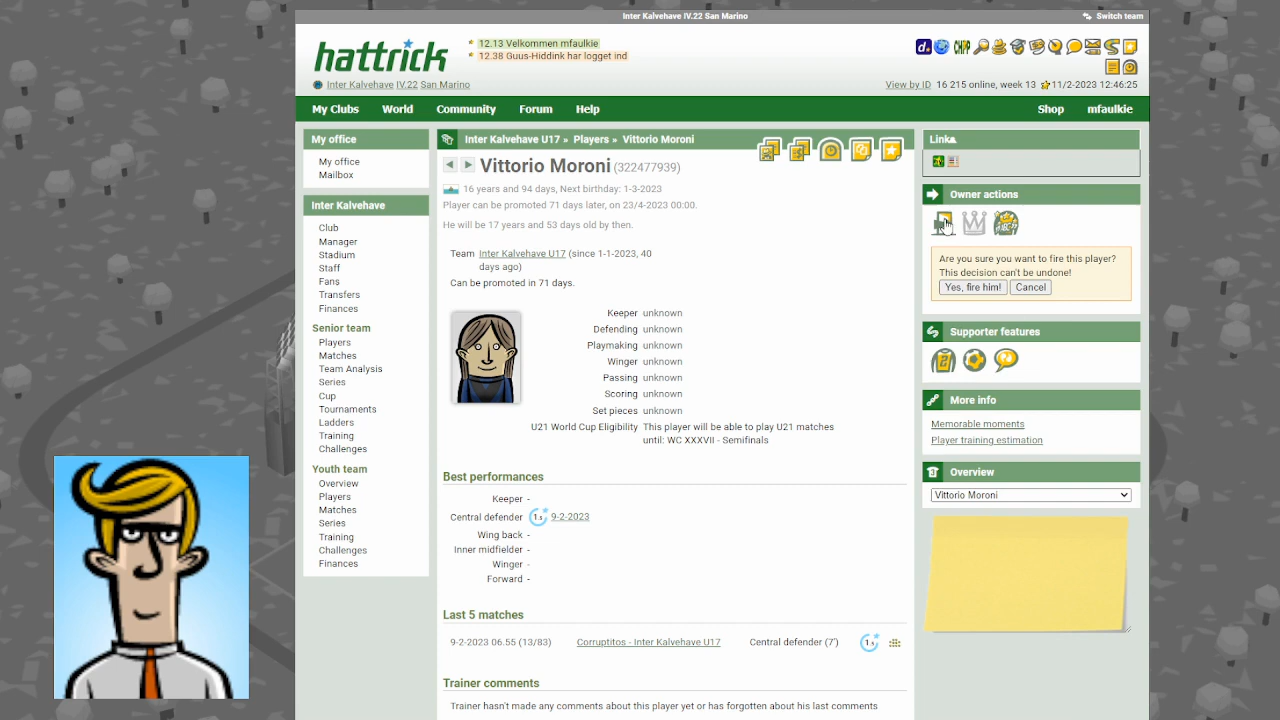 Inter Kalvehave IV.22 San Marino
Switch team
hattrick
12.13 Velkommen mfaulkie
12.38 Guus-Hiddink har logget ind
CHPP
Inter Kalvehave IV.22 San Marino
View by ID 16 215 online, week 13 11/2-2023 12:46:25
My Clubs World Community Forum Help Shop mfaulkie
My office
My office
Mailbox
Inter Kalvehave
Club
Manager
Stadium
Staff
Fans
Transfers
Finances
Senior team
Players
Matches
Team Analysis
Series
Cup
Tournaments
Ladders
Training
Challenges
Youth team
Overview
Players
Matches
Series
Training
Challenges
Finances
Inter Kalvehave U17 » Players » Vittorio Moroni
Vittorio Moroni (322477939)
16 years and 94 days, Next birthday: 1-3-2023
Player can be promoted 71 days later, on 23/4-2023 00:00.
He will be 17 years and 53 days old by then.
Team Inter Kalvehave U17 (since 1-1-2023, 40
days ago)
Can be promoted in 71 days.
Keeper unknown
Defending unknown
Playmaking unknown
Winger unknown
Passing unknown
Scoring unknown
Set pieces unknown
U21 World Cup Eligibility This player will be able to play U21 matches
until: WC XXXVII - Semifinals
Best performances
Keeper -
Central defender 9-2-2023
Wing back -
Inner midfielder -
Winger -
Forward -
Last 5 matches
9-2-2023 06.55 (13/83) Corruptitos - Inter Kalvehave U17 Central defender (7')
Trainer comments
Trainer hasn't made any comments about this player yet or has forgotten about his last comments
Links
Owner actions
Are you sure you want to fire this player?
This decision can't be undone!
Yes, fire him! Cancel
Supporter features
More info
Memorable moments
Player training estimation
Overview
Vittorio Moroni